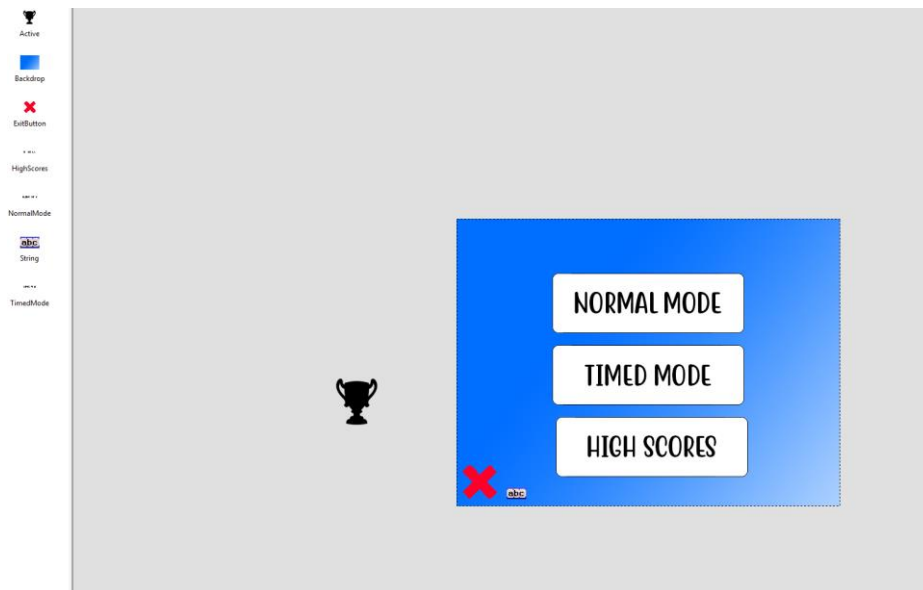 Active
Backdrop
ExitButton
HighScores
NormalMode
abc
String
TimedMode
NORMAL MODE
TIMED MODE
HIGH SCORES
abc